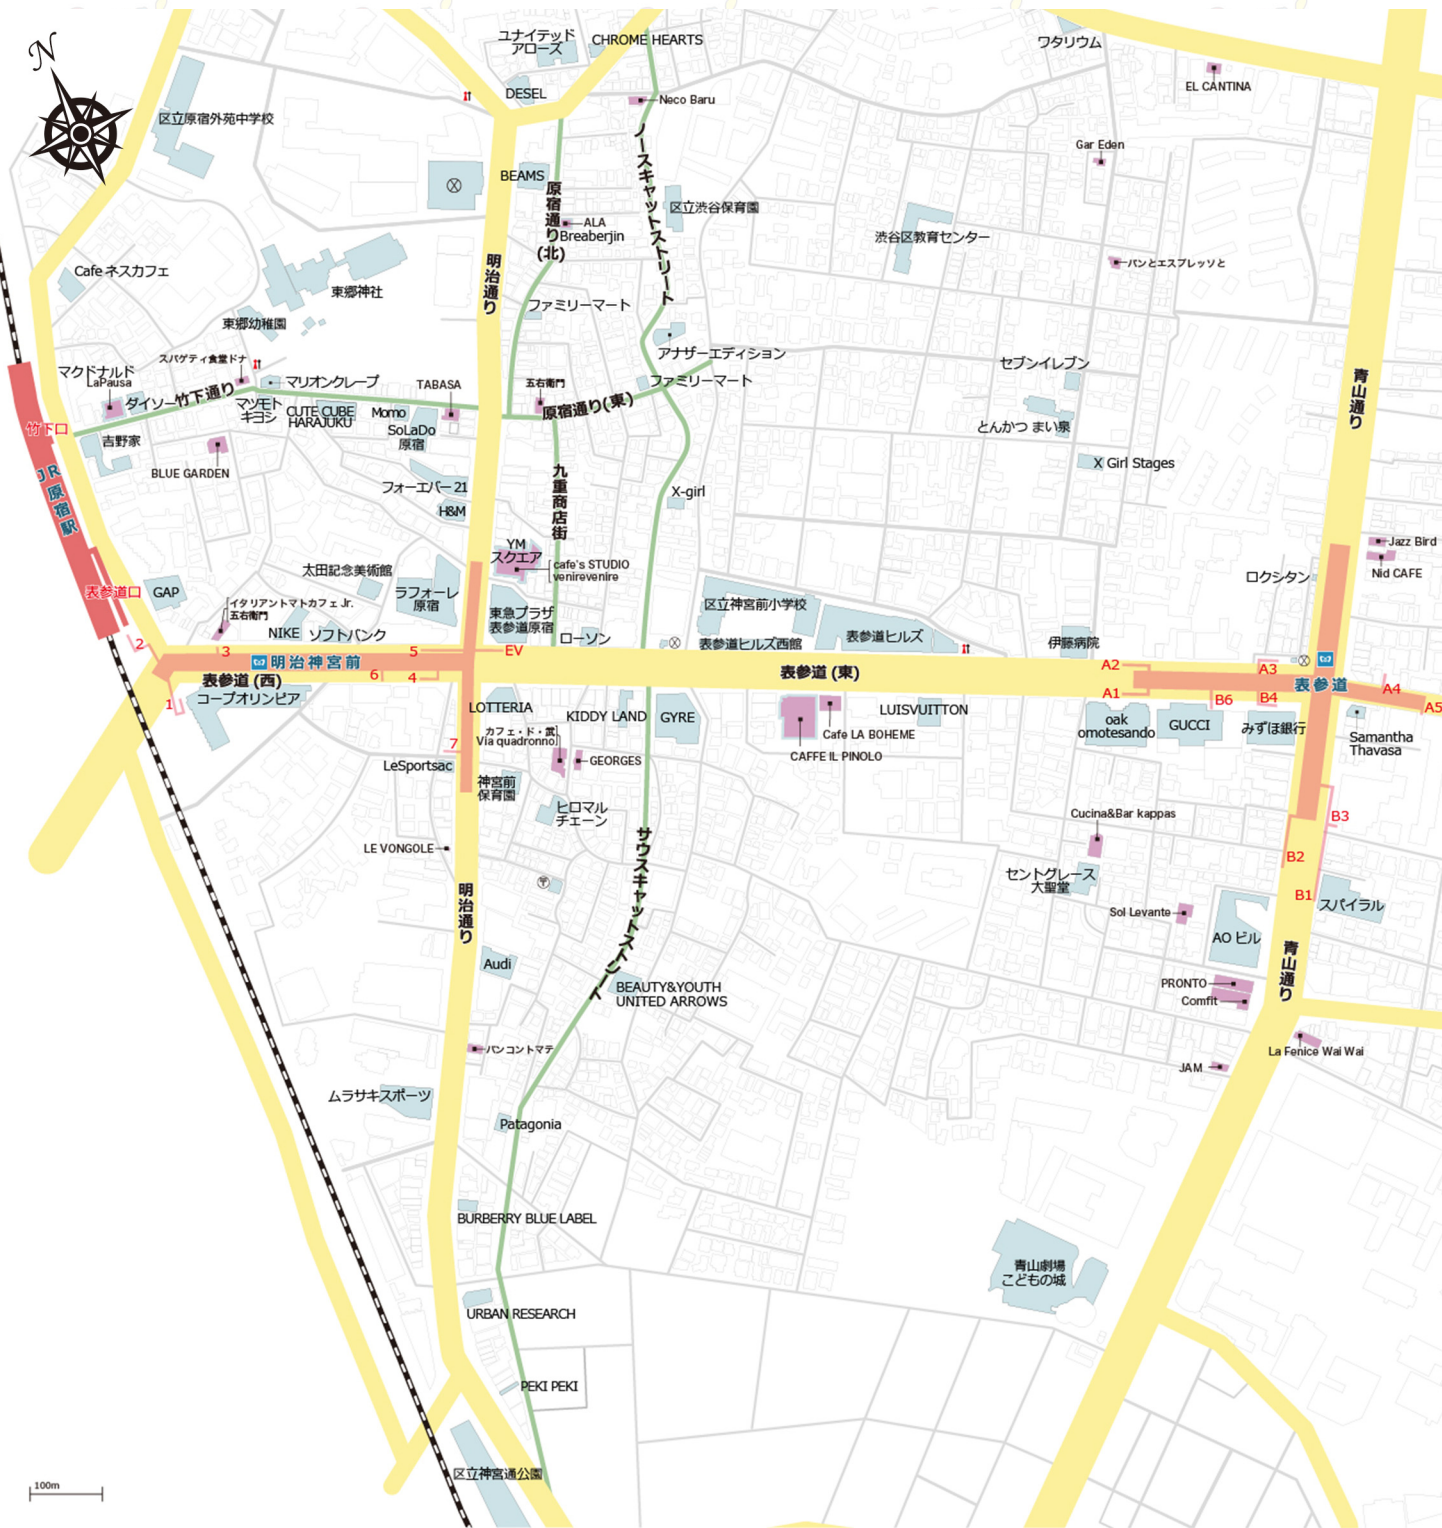 N
ユナイテッド
アローズ
CHROME HEARTS
ワタリウム
EL CANTINA
DESEL
Neco Baru
区立原宿外苑中学校
ノースキャットストリート
Gar Eden
BEAMS
原宿通り(北)
区立渋谷保育園
ALA
Breaberjin
渋谷区教育センター
パンとエスプレッソと
明治通り
Cafe ネスカフェ
東郷神社
ファミリーマート
東郷幼稚園
アナザーエディション
スパゲティ食堂ドナ
マクドナルド
LaPausa
マリオンクレープ
TABASA
五右衛門
ファミリーマート
セブンイレブン
青山通り
ダイソー
竹下通り
マツモト
キヨシ
CUTE CUBE
HARAJUKU
Momo
SoLaDo
原宿
原宿通り(東)
とんかつ まい泉
竹下口
吉野家
BLUE GARDEN
X Girl Stages
JR原宿駅
フォーエバー 21
九重商店街
X-girl
H&M
YM
スクエア
cafe's STUDIO
venirevenire
Jazz Bird
Nid CAFE
太田記念美術館
ロクシタン
表参道口
GAP
ラフォーレ
原宿
イタリアントマトカフェ Jr.
五右衛門
東急プラザ
表参道原宿
区立神宮前小学校
NIKE
ソフトバンク
ローソン
表参道ヒルズ西館
表参道ヒルズ
伊藤病院
2
3
5
EV
明治神宮前
表参道 (西)
6
4
表参道 (東)
A2
A1
A3
B6
B4
表参道
A4
A5
1
コープオリンピア
LOTTERIA
KIDDY LAND
GYRE
LUISVUITTON
oak
omotesando
GUCCI
みずほ銀行
Samantha
Thavasa
7
カフェ・ド・武
Via quadronno
GEORGES
Cafe LA BOHEME
CAFFE IL PINOLO
LeSportsac
神宮前
保育園
ヒロマル
チェーン
Cucina&Bar kappas
B3
LE VONGOLE
サウスキャットストリート
B2
セントグレース
大聖堂
B1
スパイラル
明治通り
Sol Levante
AO ビル
青山通り
Audi
BEAUTY&YOUTH
UNITED ARROWS
PRONTO
Comfit
パンコントマテ
La Fenice Wai Wai
JAM
ムラサキスポーツ
Patagonia
BURBERRY BLUE LABEL
青山劇場
こどもの城
URBAN RESEARCH
PEKI PEKI
区立神宮通公園
100m